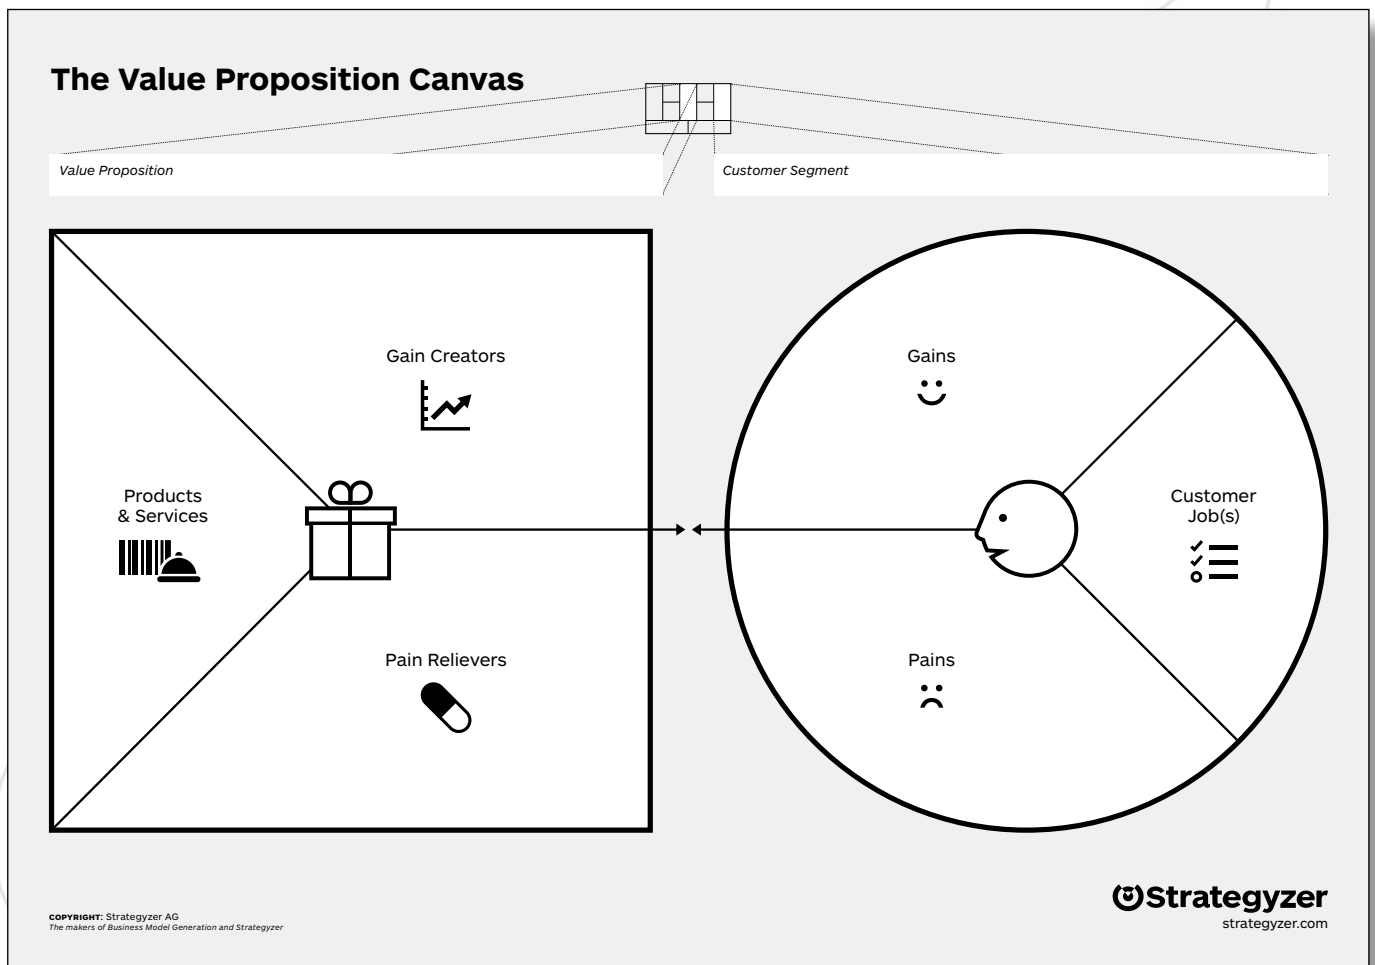 The Value Proposition Canvas
Value Proposition
Customer Segment
Gain Creators
Gains
Products
& Services
Customer
Job(s)
Pain Relievers
Pains
Strategyzer
strategyzer.com
COPYRIGHT: Strategyzer AG
The makers of Business Model Generation and Strategyzer